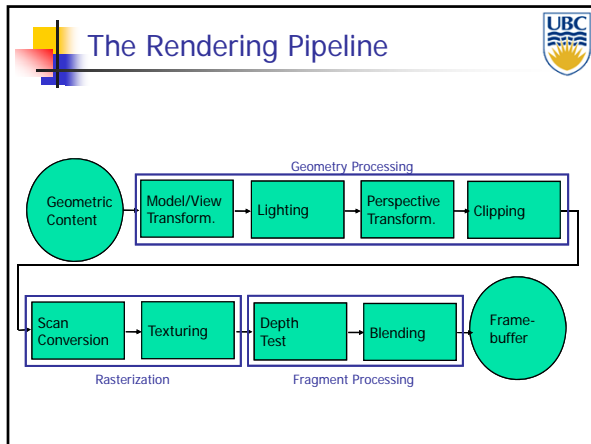 The Rendering Pipeline
UBC
Geometry Processing
Geometric
Content
Model/View
Transform.
Lighting
Perspective
Transform.
Clipping
Scan
Conversion
Texturing
Depth
Test
Blending
Frame-
buffer
Rasterization
Fragment Processing